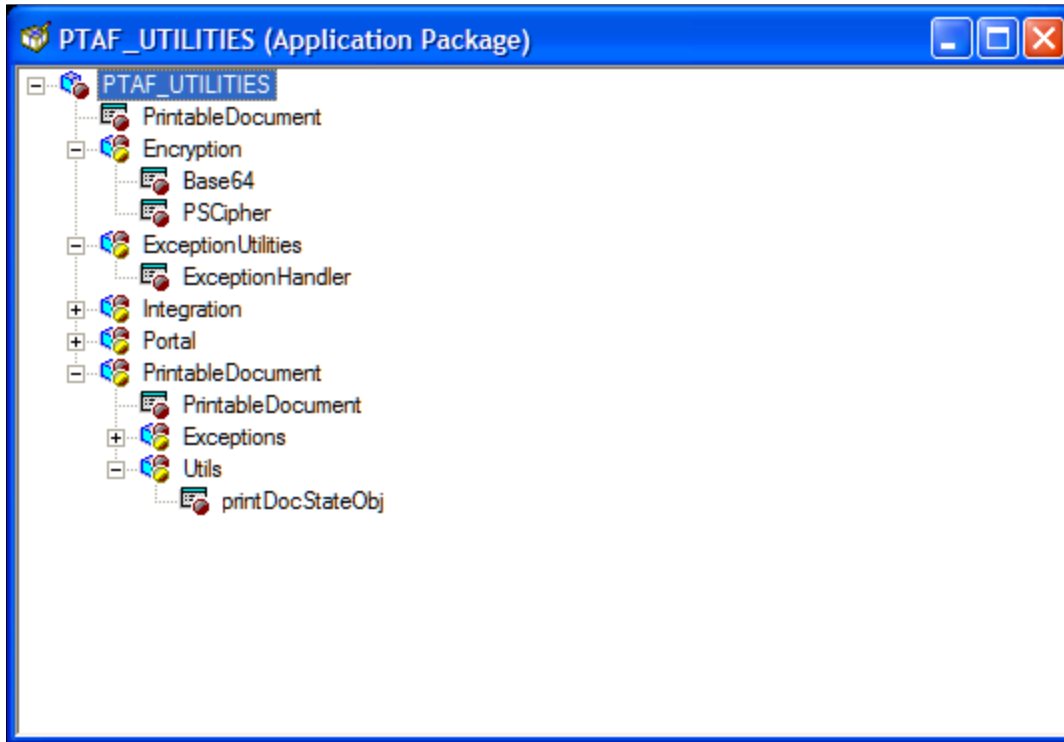 PTAF_UTILITIES (Application Package)
PTAF_UTILITIES
PrintableDocument
Encryption
Base64
PSCipher
ExceptionUtilities
ExceptionHandler
Integration
Portal
PrintableDocument
PrintableDocument
Exceptions
Utils
printDocStateObj